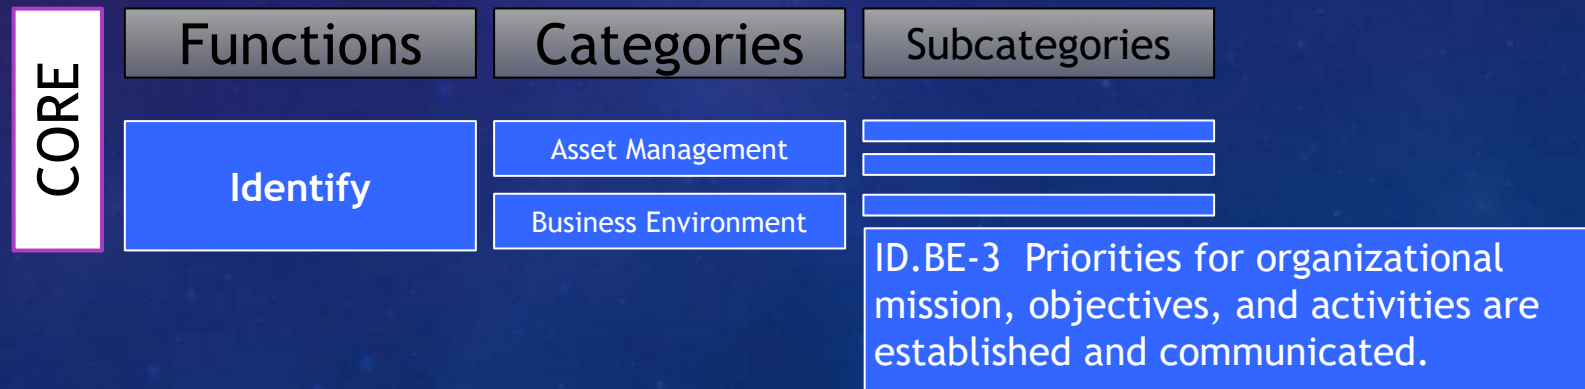 CORE
Functions
Categories
Subcategories
Identify
Asset Management
Business Environment
ID.BE-3 Priorities for organizational
mission, objectives, and activities are
established and communicated.